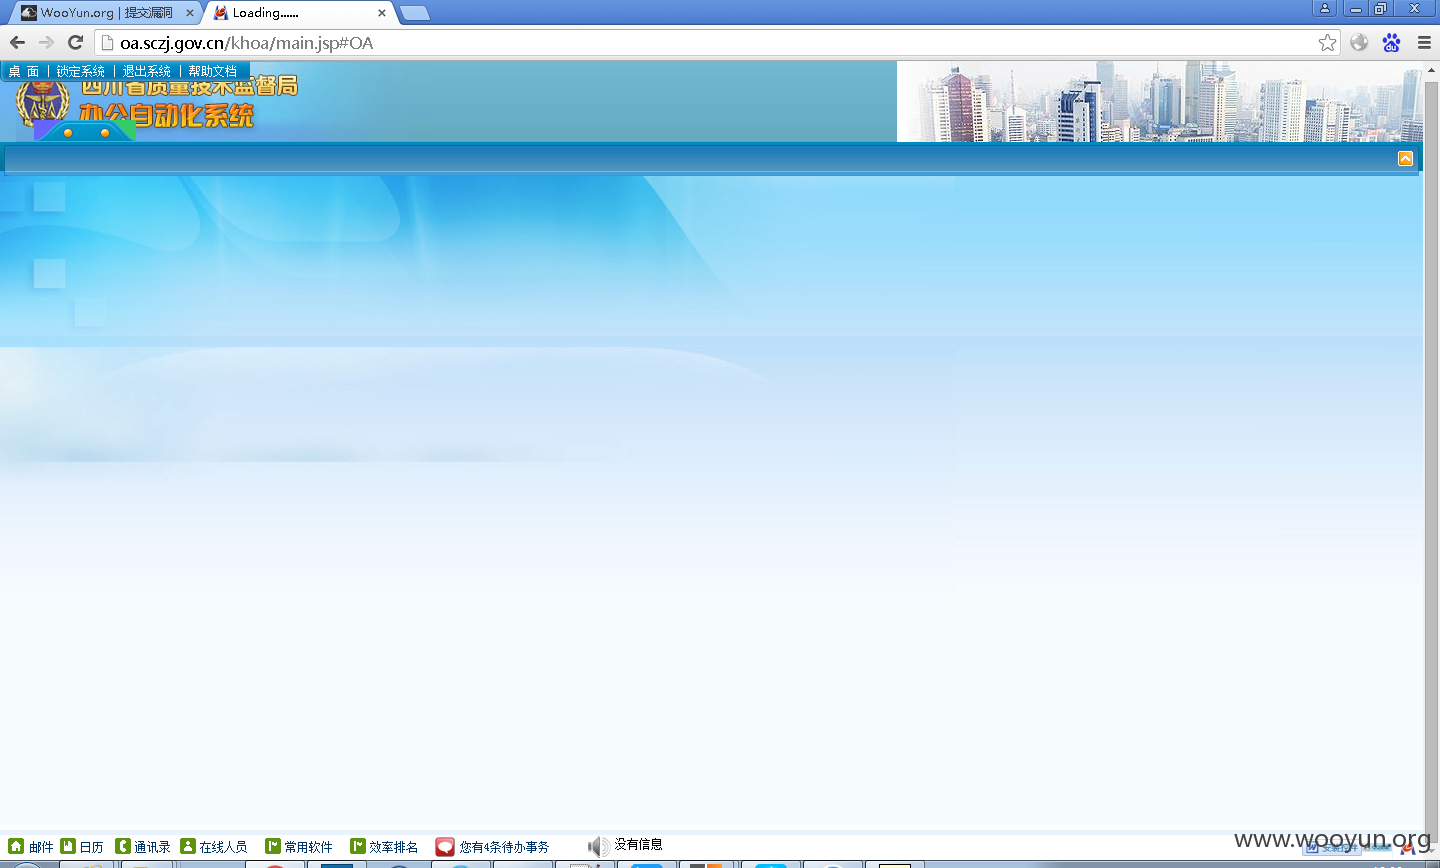 WooYun.org | 提交漏洞
Loading......
oa.sczj.gov.cn/khoa/main.jsp#OA
桌 面 | 锁定系统 | 退出系统 | 帮助文档
四川省质量技术监督局
办公自动化系统
邮件 日历 通讯录 在线人员 常用软件 效率排名 您有4条待办事务 没有信息
www.wooyun.org